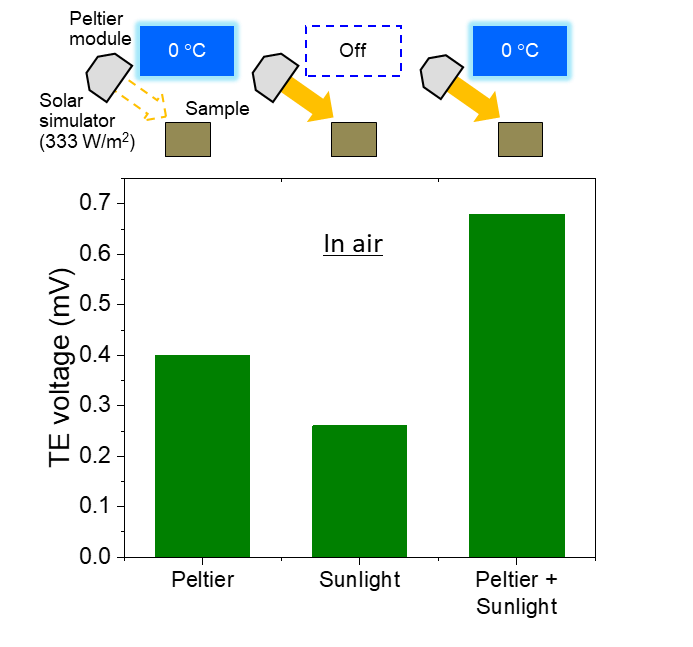 Peltier
module
0 °C
Off
0 °C
Solar
simulator
(333 W/m²)
Sample
In air
TE voltage (mV)
0.7
0.6
0.5
0.4
0.3
0.2
0.1
0.0
Peltier
Sunlight
Peltier +
Sunlight